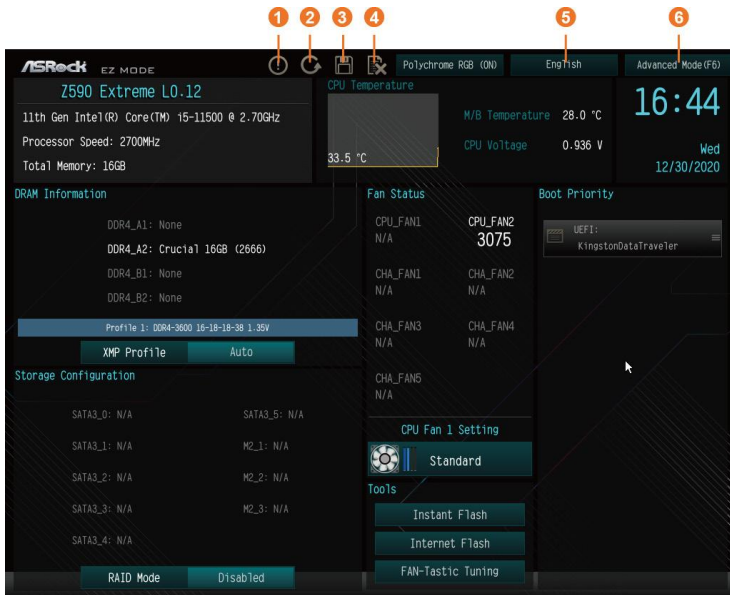 1 2 3 4 5 6
ASRock EZ MODE
Polychrome RGB (ON)
English
Advanced Mode(F6)
Z590 Extreme L0.12
11th Gen Intel(R) Core(TM) i5-11500 @ 2.70GHz
Processor Speed: 2700MHz
Total Memory: 16GB
CPU Temperature
33.5 °C
M/B Temperature 28.0 °C
CPU Voltage 0.936 V
16:44
Wed
12/30/2020
DRAM Information
DDR4_A1: None
DDR4_A2: Crucial 16GB (2666)
DDR4_B1: None
DDR4_B2: None
Profile 1: DDR4-3600 16-18-18-38 1.35V
XMP Profile Auto
Storage Configuration
SATA3_0: N/A SATA3_5: N/A
SATA3_1: N/A M2_1: N/A
SATA3_2: N/A M2_2: N/A
SATA3_3: N/A M2_3: N/A
SATA3_4: N/A
RAID Mode Disabled
Fan Status
CPU_FAN1 CPU_FAN2
N/A 3075
CHA_FAN1 CHA_FAN2
N/A N/A
CHA_FAN3 CHA_FAN4
N/A N/A
CHA_FAN5
N/A
CPU Fan 1 Setting
Standard
Tools
Instant Flash
Internet Flash
FAN-Tastic Tuning
Boot Priority
UEFI:
KingstonDataTraveler